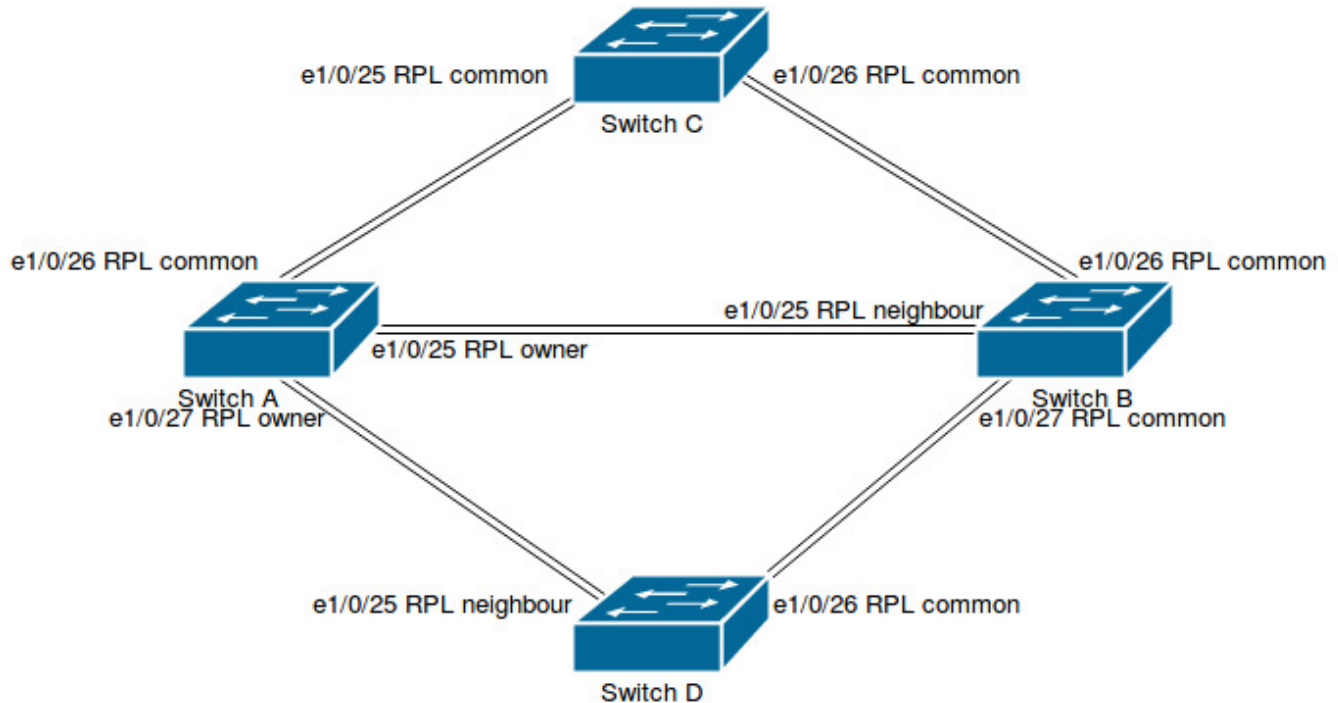 e1/0/25 RPL common
e1/0/26 RPL common
Switch C
e1/0/26 RPL common
e1/0/26 RPL common
e1/0/25 RPL neighbour
e1/0/25 RPL owner
Switch A
Switch B
e1/0/27 RPL owner
e1/0/27 RPL common
e1/0/25 RPL neighbour
e1/0/26 RPL common
Switch D